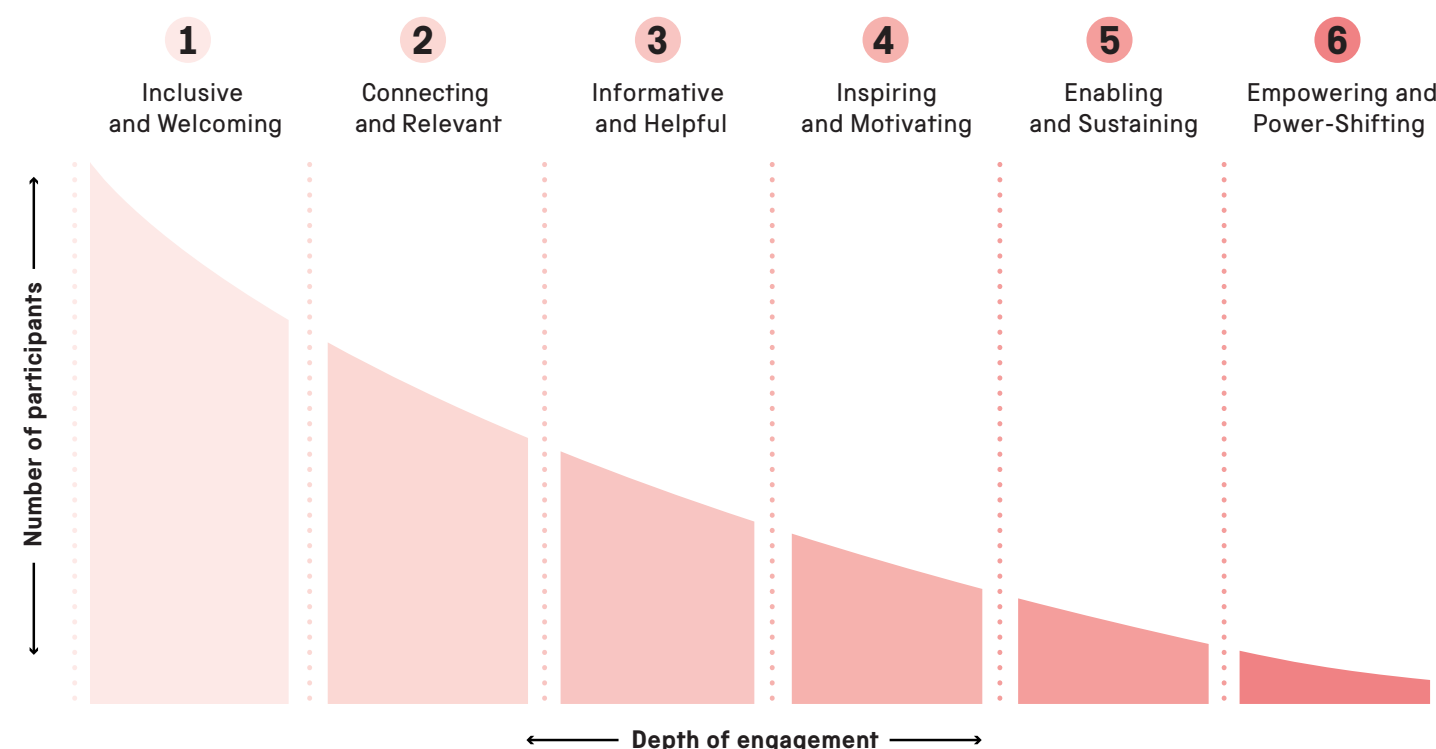 1
Inclusive
and Welcoming
2
Connecting
and Relevant
3
Informative
and Helpful
4
Inspiring
and Motivating
5
Enabling
and Sustaining
6
Empowering and
Power-Shifting
Number of participants
Depth of engagement